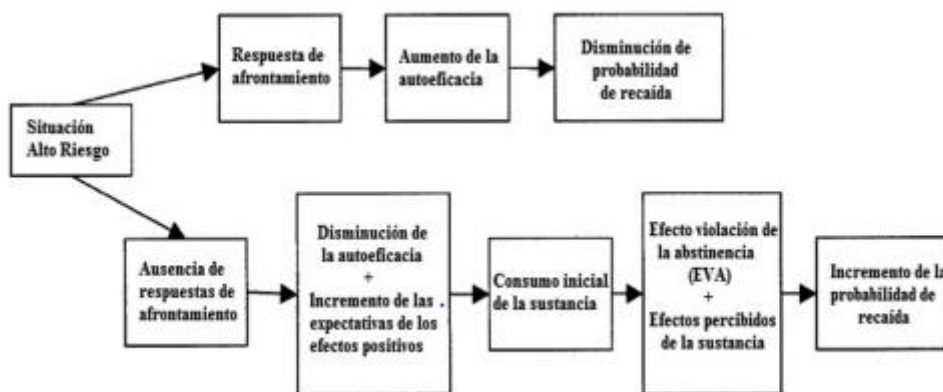 Respuesta de
afrontamiento
Aumento de la
autoeficacia
Disminución de
probabilidad
de recaída
Situación
Alto Riesgo
Ausencia de
respuestas de
afrontamiento
Disminución de
la autoeficacia
+
Incremento de las
expectativas de los
efectos positivos
Consumo inicial
de la sustancia
Efecto violación de
la abstinencia
(EVA)
+
Efectos percibidos
de la sustancia
Incremento de la
probabilidad de
recaída